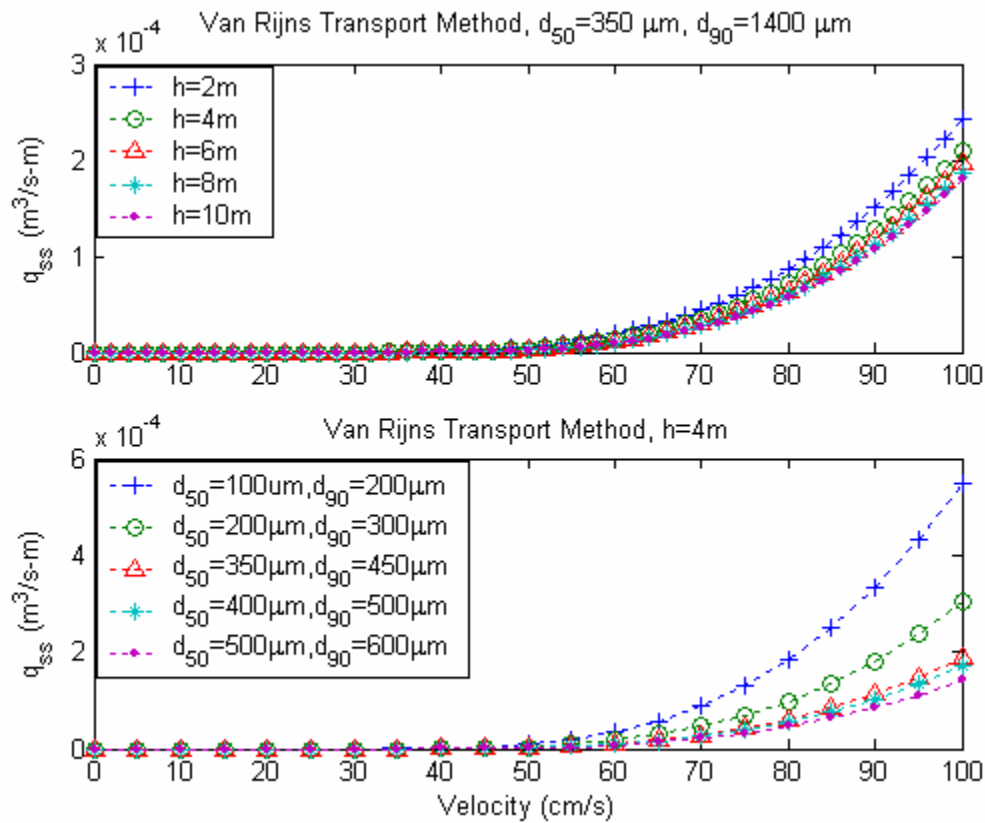 Van Rijns Transport Method, d50=350 μm, d90=1400 μm
x 10-4
3
2
1
0
qss (m3/s-m)
h=2m
h=4m
h=6m
h=8m
h=10m
0 10 20 30 40 50 60 70 80 90 100
Van Rijns Transport Method, h=4m
x 10-4
6
4
2
0
qss (m3/s-m)
d50=100um,d90=200μm
d50=200μm,d90=300μm
d50=350μm,d90=450μm
d50=400μm,d90=500μm
d50=500μm,d90=600μm
0 10 20 30 40 50 60 70 80 90 100
Velocity (cm/s)